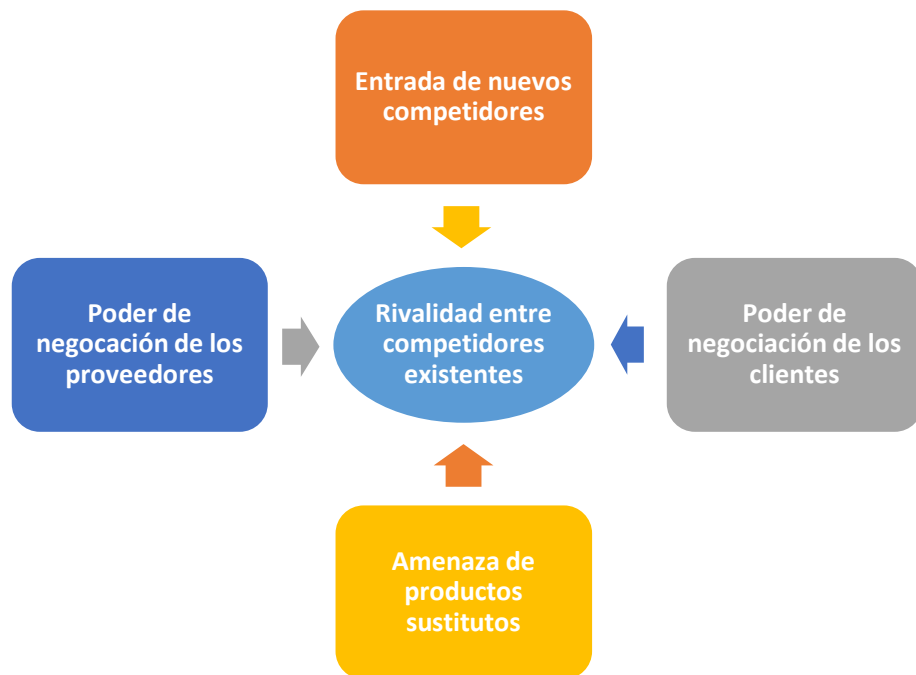 Entrada de nuevos
competidores
Poder de
negocación de los
proveedores
Rivalidad entre
competidores
existentes
Poder de
negociación de los
clientes
Amenaza de
productos
sustitutos